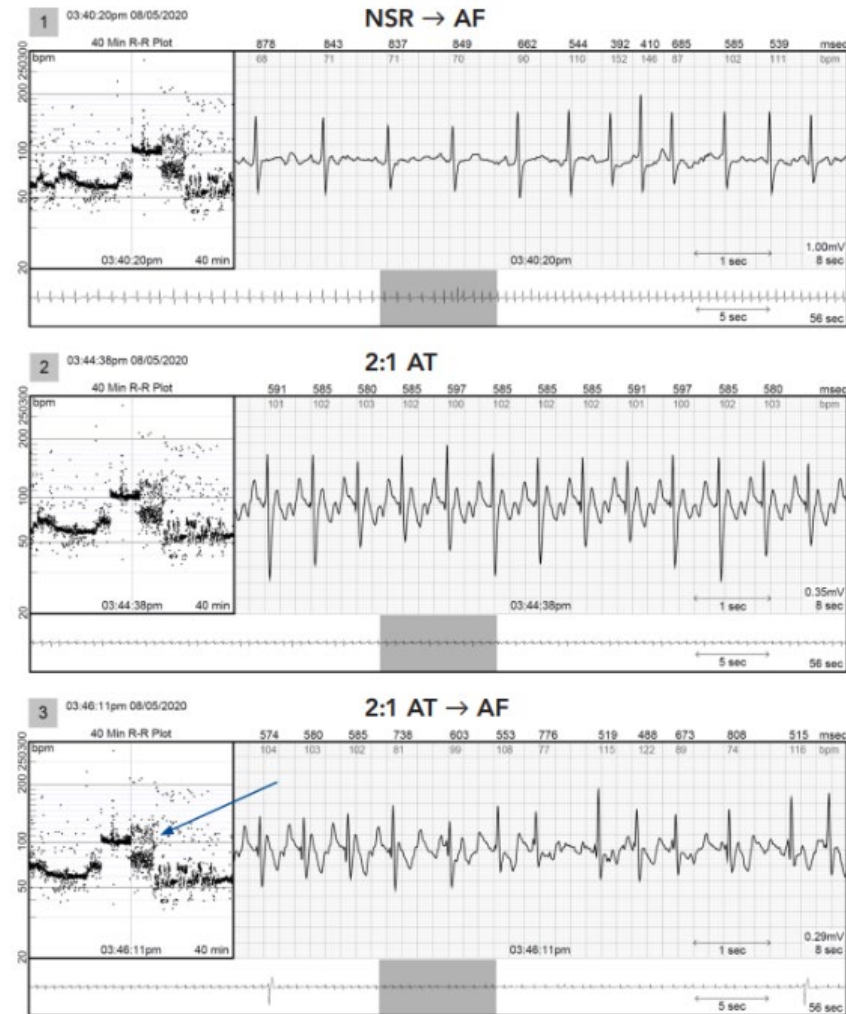 1 03:40:20pm 08/05/2020 NSR → AF
40 Min R-R Plot 878 843 837 849 662 544 392 410 685 585 539 msec
bpm 68 71 71 70 90 110 152 146 87 102 111 bpm
250300
200
100
50
1.00mV
20 03:40:20pm 40 min 03:40:20pm 1 sec 8 sec
5 sec 56 sec
2 03:44:38pm 08/05/2020 2:1 AT
40 Min R-R Plot 591 585 580 585 597 585 585 585 591 597 585 580 msec
bpm 101 102 103 102 100 102 102 102 101 100 102 103 bpm
250300
200
100
50
0.35mV
20 03:44:38pm 40 min 03:44:38pm 1 sec 8 sec
5 sec 56 sec
3 03:46:11pm 08/05/2020 2:1 AT → AF
40 Min R-R Plot 574 580 585 738 603 553 776 519 488 673 808 515 msec
bpm 104 103 102 81 99 108 77 115 122 89 74 116 bpm
250300
200
100
50
0.29mV
20 03:46:11pm 40 min 03:46:11pm 1 sec 8 sec
5 sec 56 sec